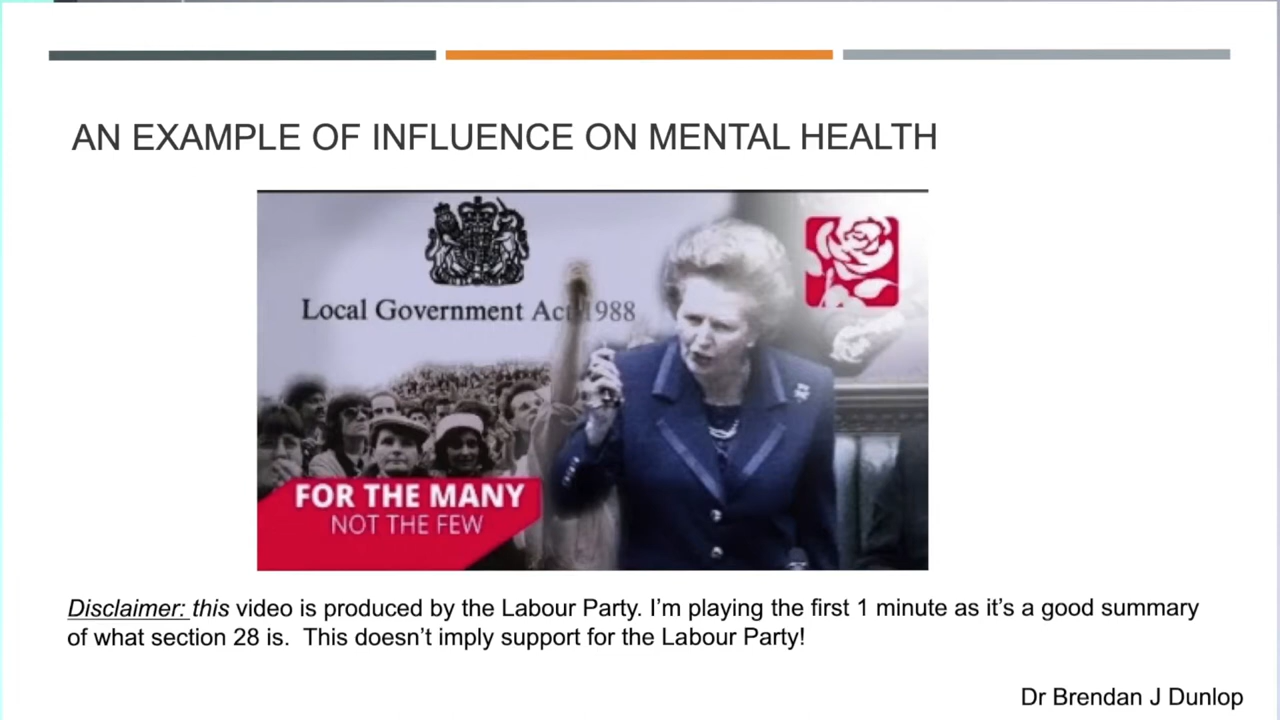 AN EXAMPLE OF INFLUENCE ON MENTAL HEALTH
Local Government Act 1988
FOR THE MANY
NOT THE FEW
Disclaimer: this video is produced by the Labour Party. I’m playing the first 1 minute as it’s a good summary
of what section 28 is.  This doesn’t imply support for the Labour Party!
Dr Brendan J Dunlop